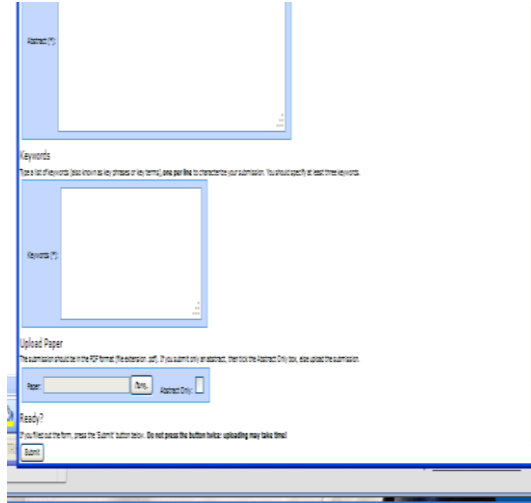 Abstract (*):
Keywords
Type a list of keywords (also known as key phrases or key terms), one per line to characterize your submission. You should specify at least three keywords.
Keywords (*):
Upload Paper
The submission should be in the PDF format (file extension .pdf). If you submit only an abstract, then tick the Abstract Only box, else upload the submission.
Paper: Abstract Only:
Ready?
If you filled out the form, press the 'Submit' button below. Do not press the button twice: uploading may take time!
Submit